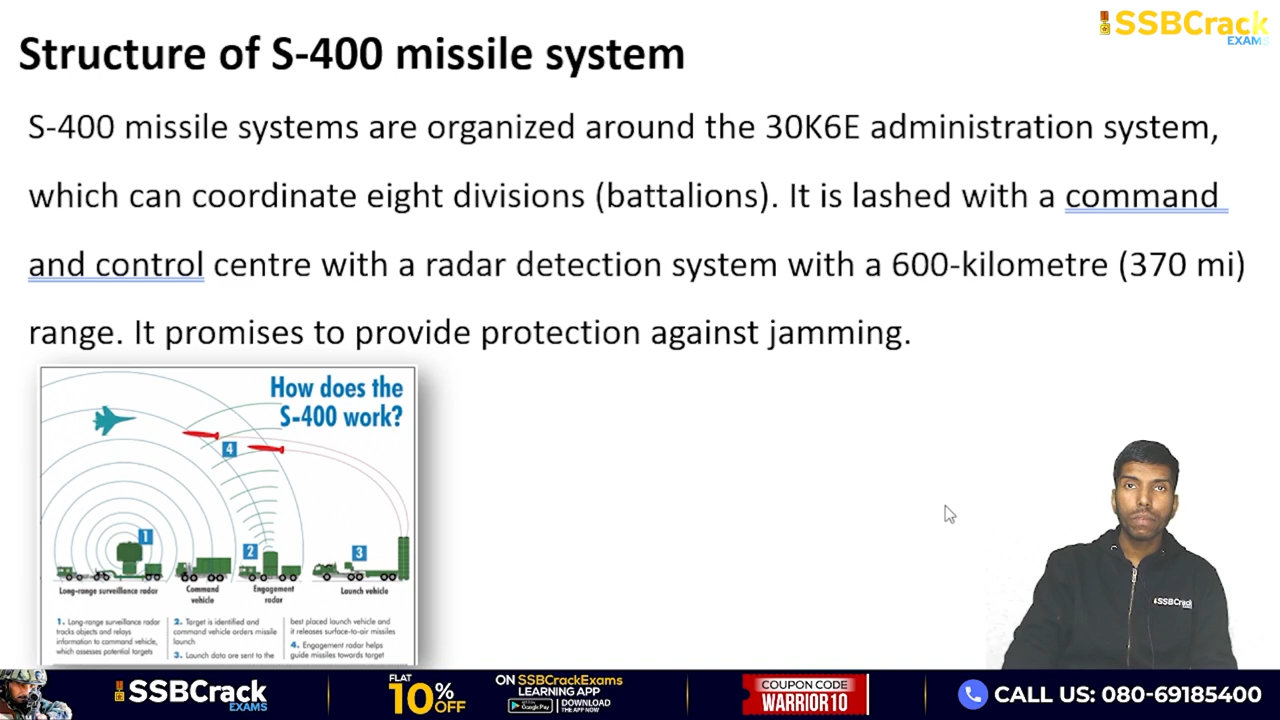 SSBCrack
EXAMS
Structure of S-400 missile system
S-400 missile systems are organized around the 30K6E administration system,
which can coordinate eight divisions (battalions). It is lashed with a command
and control centre with a radar detection system with a 600-kilometre (370 mi)
range. It promises to provide protection against jamming.
How does the
S-400 work?
4
1
2
3
Long-range surveillance radar
Command
vehicle
Engagement
radar
Launch vehicle
1. Long-range surveillance radar
tracks objects and relays
information to command vehicle,
which assesses potential targets
2. Target is identified and
command vehicle orders missile
launch
3. Launch data are sent to the
best placed launch vehicle and
it releases surface-to-air missiles
4. Engagement radar helps
guide missiles towards target
SSBCrack
SSBCrack
EXAMS
FLAT
10% OFF
ON SSBCrackExams
LEARNING APP
Google Play
DOWNLOAD
THE APP NOW
COUPON CODE
WARRIOR10
CALL US: 080-69185400